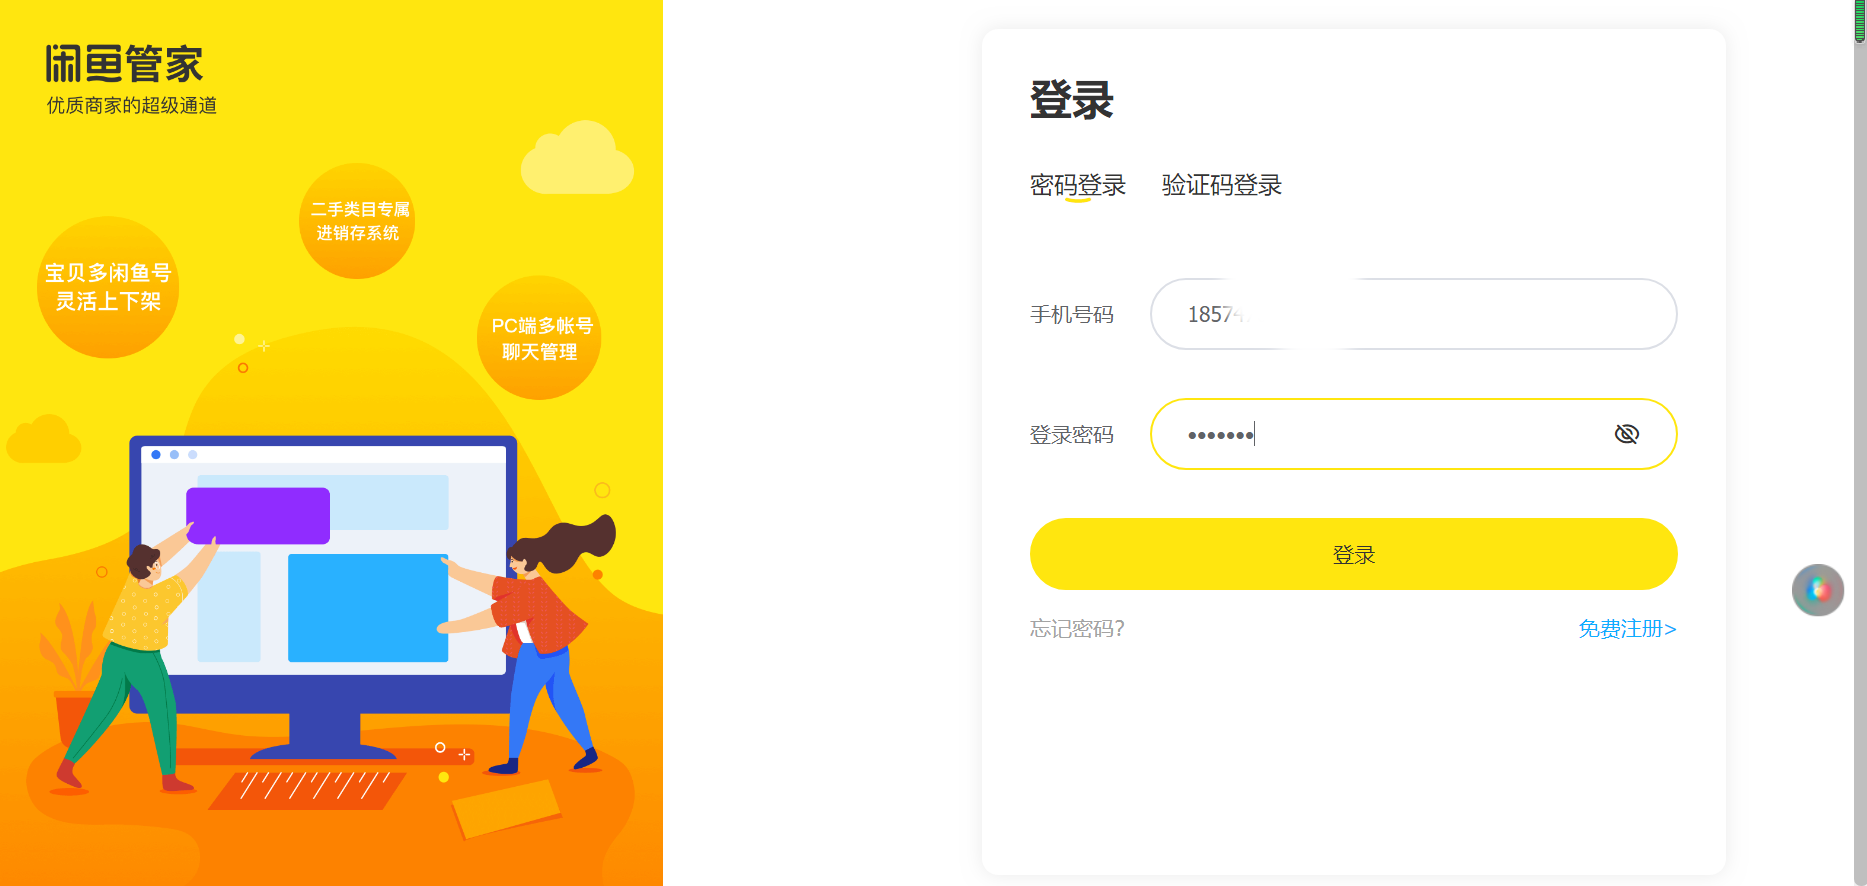 闲鱼管家
优质商家的超级通道
二手类目专属
进销存系统
宝贝多闲鱼号
灵活上下架
PC端多帐号
聊天管理
登录
密码登录 验证码登录
手机号码 18574
登录密码 •••••••
登录
忘记密码? 免费注册>